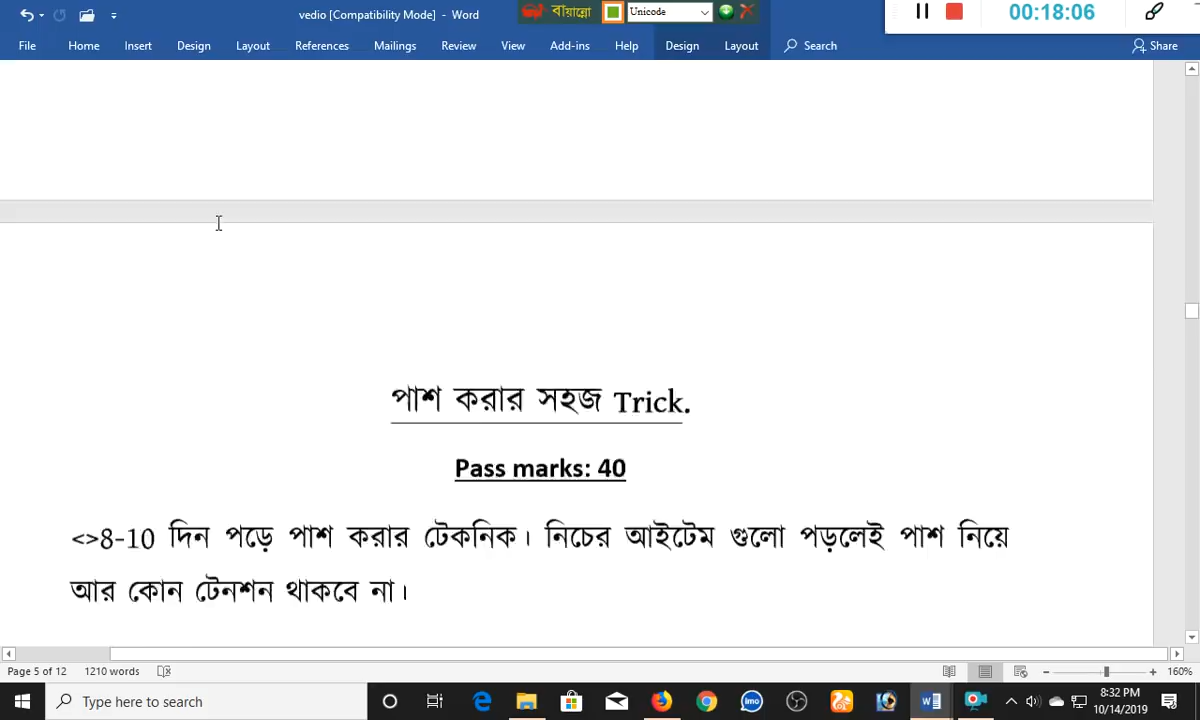 vedio [Compatibility Mode] - Word
বায়ান্নো
Unicode
00:18:06
File Home Insert Design Layout References Mailings Review View Add-ins Help Design Layout Search Share
পাশ করার সহজ Trick.
Pass marks: 40
<>8-10 দিন পড়ে পাশ করার টেকনিক। নিচের আইটেম গুলো পড়লেই পাশ নিয়ে
আর কোন টেনশন থাকবে না।
Page 5 of 12 1210 words 160%
Type here to search
imo
8:32 PM
10/14/2019